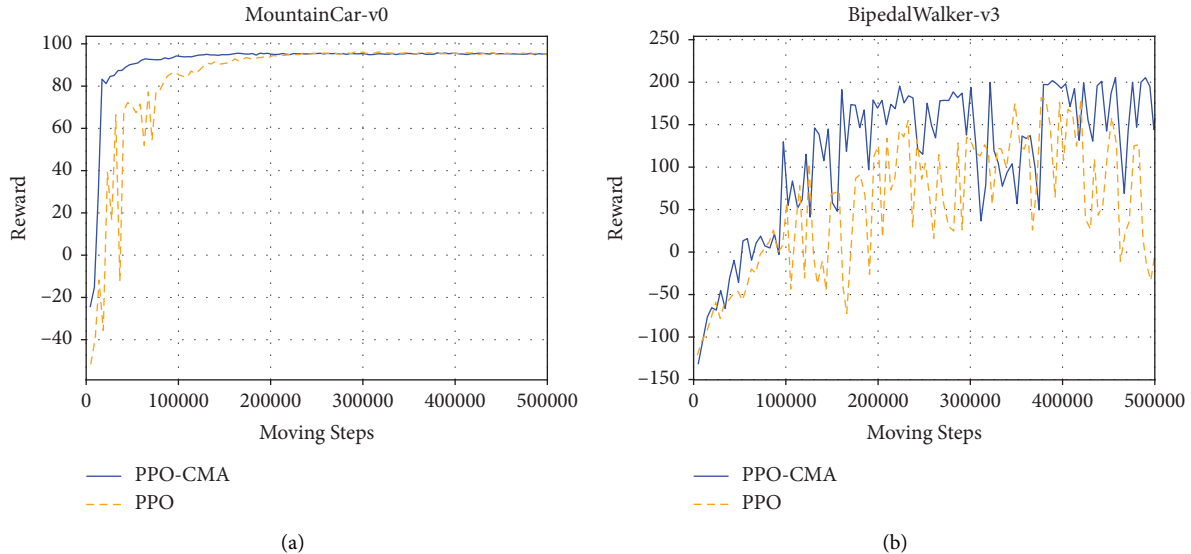 MountainCar-v0
100
80
60
40
20
0
−20
−40
Reward
0
100000
200000
300000
400000
500000
Moving Steps
PPO-CMA
PPO
(a)
BipedalWalker-v3
250
200
150
100
50
0
−50
−100
−150
Reward
0
100000
200000
300000
400000
500000
Moving Steps
PPO-CMA
PPO
(b)